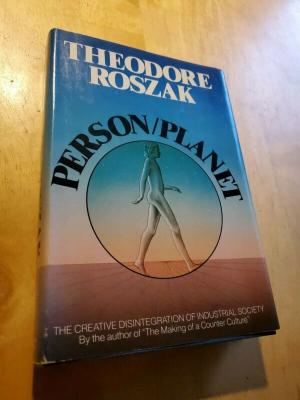 THEODORE
ROSZAK
PERSON/PLANET
THE CREATIVE DISINTEGRATION OF INDUSTRIAL SOCIETY
By the author of "The Making of a Counter Culture"